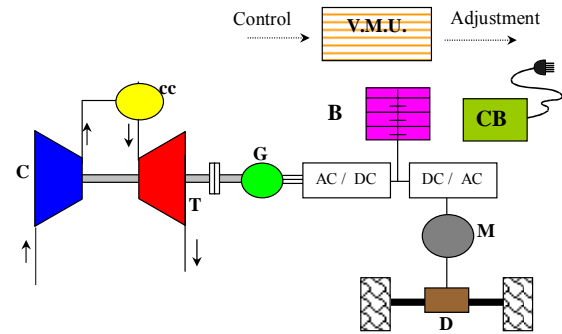 Control
V.M.U.
Adjustment
cc
B
CB
C
G
AC / DC
DC / AC
T
M
D